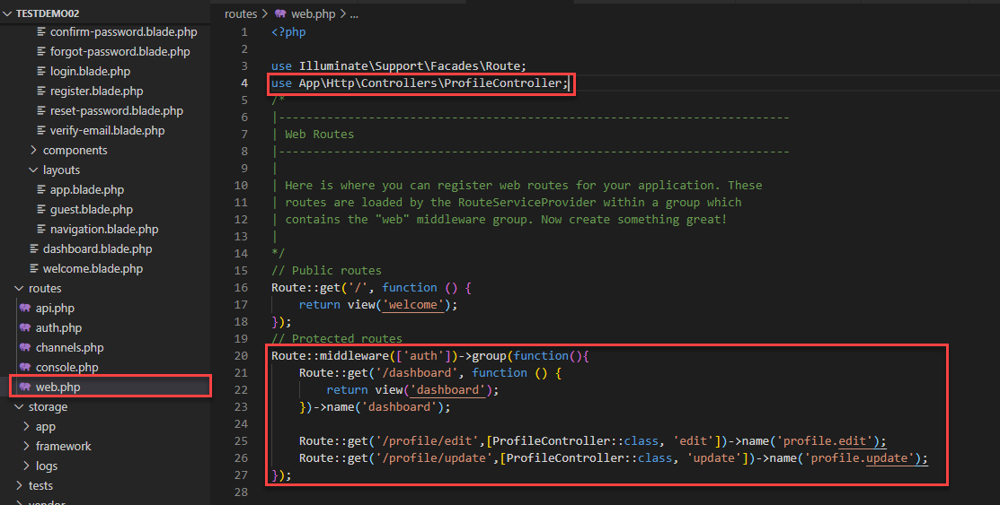 TESTDEMO02
confirm-password.blade.php
forgot-password.blade.php
login.blade.php
register.blade.php
reset-password.blade.php
verify-email.blade.php
components
layouts
app.blade.php
guest.blade.php
navigation.blade.php
dashboard.blade.php
welcome.blade.php
routes
api.php
auth.php
channels.php
console.php
web.php
storage
app
framework
logs
tests
vendor
routes > web.php > ...
1 <?php
2
3 use Illuminate\Support\Facades\Route;
4 use App\Http\Controllers\ProfileController;
5 /*
6 |--------------------------------------------------------------------------
7 | Web Routes
8 |--------------------------------------------------------------------------
9 |
10 | Here is where you can register web routes for your application. These
11 | routes are loaded by the RouteServiceProvider within a group which
12 | contains the "web" middleware group. Now create something great!
13 |
14 */
15 // Public routes
16 Route::get('/', function () {
17     return view('welcome');
18 });
19 // Protected routes
20 Route::middleware(['auth'])->group(function(){
21     Route::get('/dashboard', function () {
22         return view('dashboard');
23     })->name('dashboard');
24
25     Route::get('/profile/edit',[ProfileController::class, 'edit'])->name('profile.edit');
26     Route::get('/profile/update',[ProfileController::class, 'update'])->name('profile.update');
27 });
28